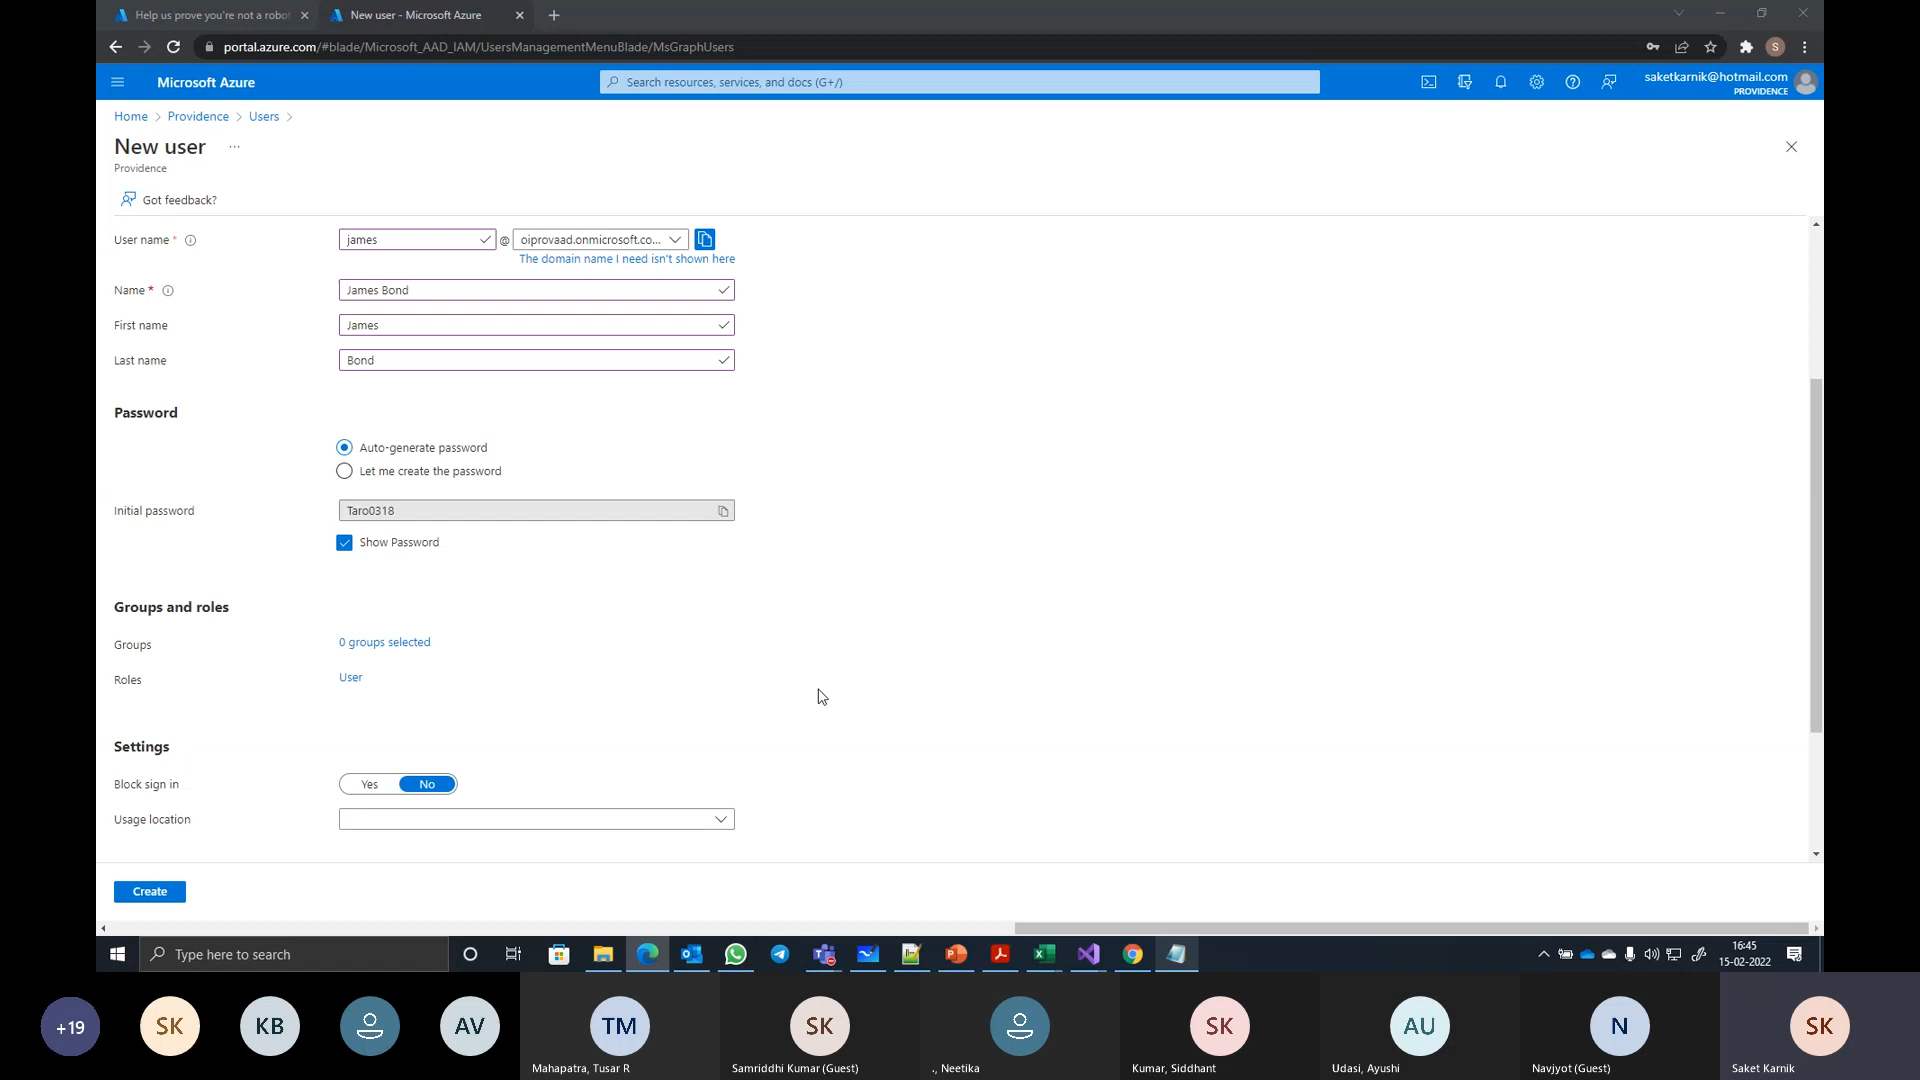 Help us prove you're not a robot
New user - Microsoft Azure
portal.azure.com/#blade/Microsoft_AAD_IAM/UsersManagementMenuBlade/MsGraphUsers
S
Microsoft Azure
Search resources, services, and docs (G+/)
saketkarnik@hotmail.com
PROVIDENCE
Home > Providence > Users >
New user ...
Providence
Got feedback?
User name *
james
@
oiprovaad.onmicrosoft.co...
The domain name I need isn't shown here
Name *
James Bond
First name
James
Last name
Bond
Password
Auto-generate password
Let me create the password
Initial password
Taro0318
Show Password
Groups and roles
Groups
0 groups selected
Roles
User
Settings
Block sign in
Yes No
Usage location
Create
Type here to search
16:45
15-02-2022
+19
SK
KB
AV
TM
Mahapatra, Tusar R
SK
Samriddhi Kumar (Guest)
., Neetika
SK
Kumar, Siddhant
AU
Udasi, Ayushi
N
Navjyot (Guest)
SK
Saket Karnik